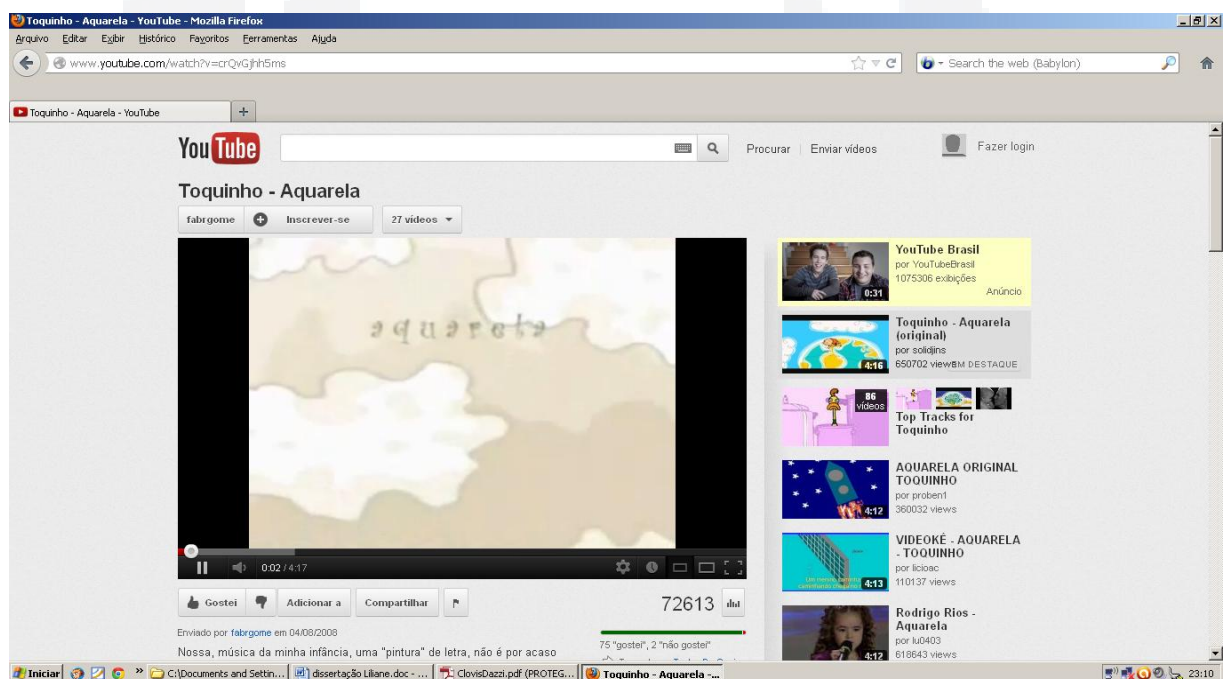 Toquinho - Aquarela - YouTube - Mozilla Firefox
Arquivo Editar Exibir Histórico Favoritos Ferramentas Ajuda
www.youtube.com/watch?v=crQvGjhh5ms
Search the web (Babylon)
Toquinho - Aquarela - YouTube
YouTube
Procurar
Enviar vídeos
Fazer login
Toquinho - Aquarela
fabrgome
Inscrever-se
27 vídeos
aquarela
0:02 / 4:17
Gostei
Adicionar a
Compartilhar
72613
Enviado por fabrgome em 04/08/2008
75 "gostei", 2 "não gostei"
Nossa, música da minha infância, uma "pintura" de letra, não é por acaso
0:31
YouTube Brasil
por YouTubeBrasil
1075306 exibições
Anúncio
4:16
Toquinho - Aquarela
(original)
por solidjins
650702 views
EM DESTAQUE
86
vídeos
Top Tracks for
Toquinho
4:12
AQUARELA ORIGINAL
TOQUINHO
por proben1
360032 views
4:13
VIDEOKÊ - AQUARELA
- TOQUINHO
por licioac
110137 views
4:12
Rodrigo Rios -
Aquarela
por lu0403
618643 views
Iniciar
C:\Documents and Settin...
dissertação Liliane.doc - ...
ClovisDazzi.pdf (PROTEG...
Toquinho - Aquarela -...
23:10